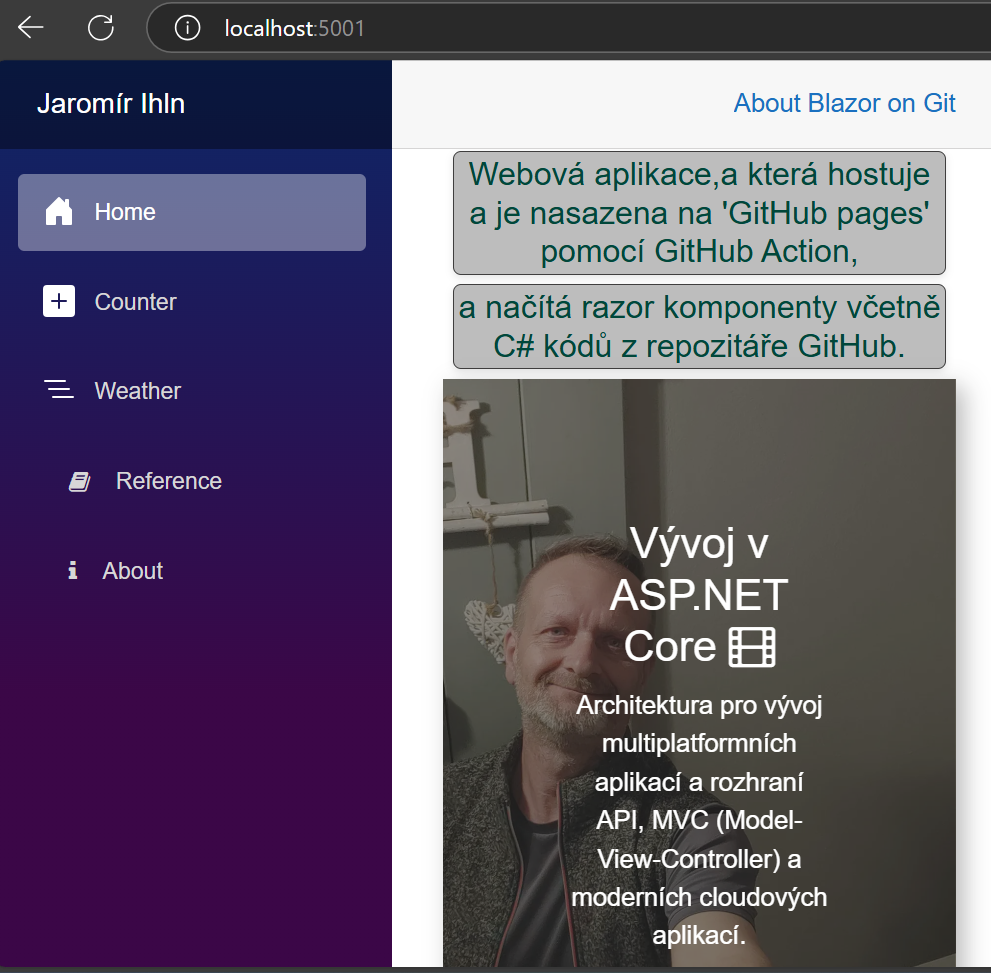 localhost:5001
Jaromír Ihln
About Blazor on Git
Home
Counter
Weather
Reference
About
Webová aplikace,a která hostuje
a je nasazena na 'GitHub pages'
pomocí GitHub Action,
a načítá razor komponenty včetně
C# kódů z repozitáře GitHub.
Vývoj v
ASP.NET
Core
Architektura pro vývoj
multiplatformních
aplikací a rozhraní
API, MVC (Model-
View-Controller) a
moderních cloudových
aplikací.